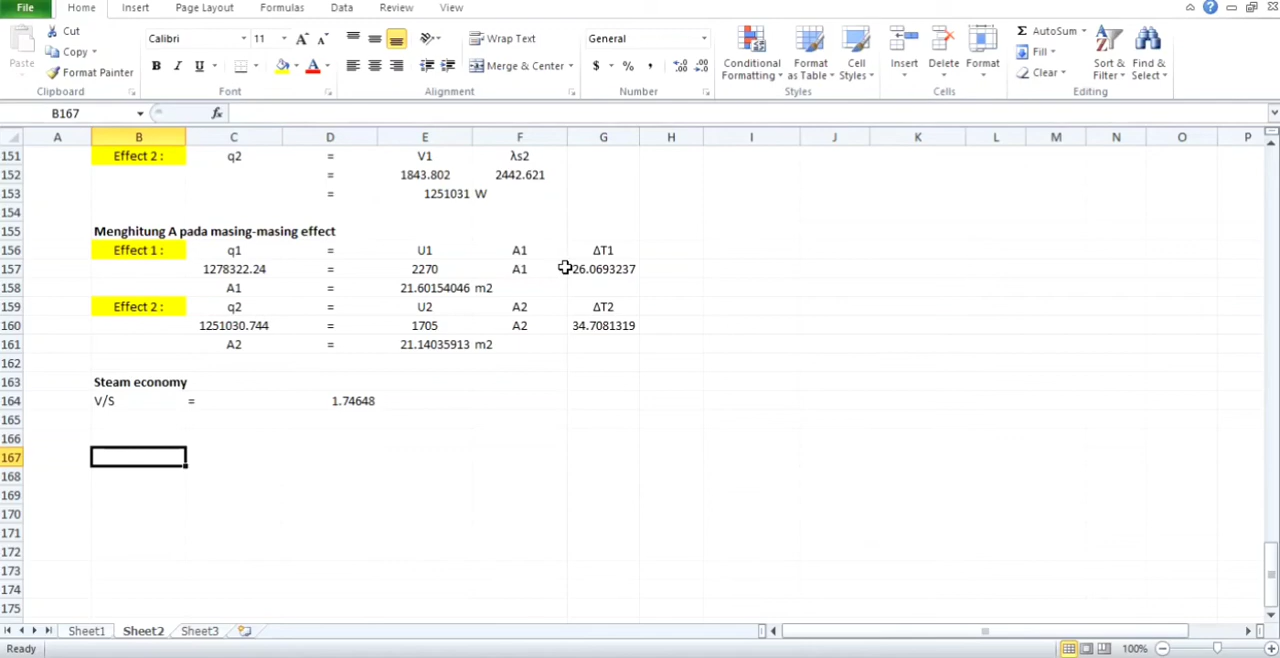 File Home Insert Page Layout Formulas Data Review View
Paste Cut Copy Format Painter
Calibri 11 A A Wrap Text General
B I U A Merge & Center $ % ,
Conditional Formatting Format as Table Cell Styles Insert Delete Format
AutoSum Fill Clear Sort & Filter Find & Select
Clipboard Font Alignment Number Styles Cells Editing
B167 fx
A B C D E F G H I J K L M N O P
151 Effect 2 : q2 = V1 λs2
152 = 1843.802 2442.621
153 = 1251031 W
154
155 Menghitung A pada masing-masing effect
156 Effect 1 : q1 = U1 A1 ΔT1
157 1278322.24 = 2270 A1 26.0693237
158 A1 = 21.60154046 m2
159 Effect 2 : q2 = U2 A2 ΔT2
160 1251030.744 = 1705 A2 34.7081319
161 A2 = 21.14035913 m2
162
163 Steam economy
164 V/S = 1.74648
165
166
167
168
169
170
171
172
173
174
175
Sheet1 Sheet2 Sheet3
Ready 100%